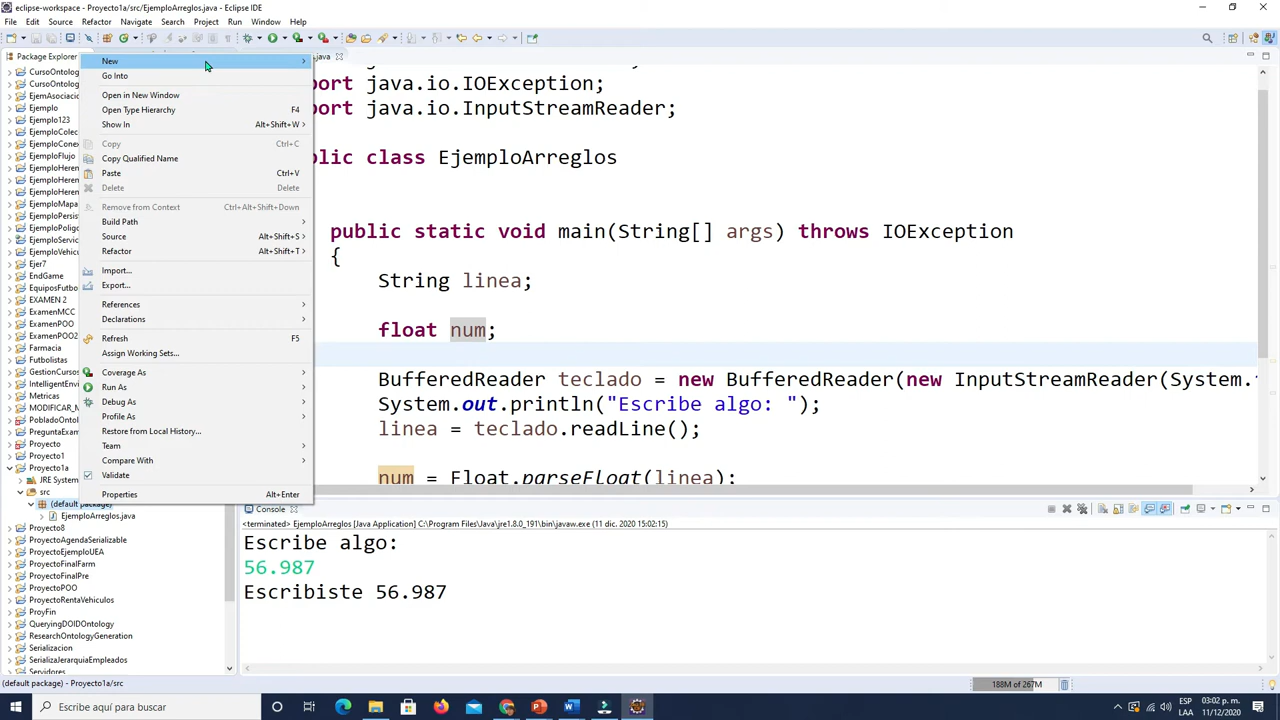 eclipse-workspace - Proyecto1a/src/EjemploArreglos.java - Eclipse IDE
File Edit Source Refactor Navigate Search Project Run Window Help
Package Explorer
.java
CursoOntolog
CursoOntolog
EjemAsociaci
Ejemplo
Ejemplo123
EjemploColec
EjemploConex
EjemploFlujo
EjemploHeren
EjemploHeren
EjemploHeren
EjemploMapa
EjemploPersis
EjemploPolig
EjemploServic
EjemploVehicu
Ejer7
EndGame
EquiposFutbo
EXAMEN 2
ExamenMCC
ExamenPOO
ExamenPOO2
Farmacia
Futbolistas
GestionCursos
IntelligentEnvi
Metricas
MODIFICAR_M
PobladoOntol
PreguntaExam
Proyecto
Proyecto1
Proyecto1a
JRE System
src
(default package)
EjemploArreglos.java
Proyecto8
ProyectoAgendaSerializable
ProyectoEjemploUEA
ProyectoFinalFarm
ProyectoFinalPre
ProyectoPOO
ProyectoRentaVehiculos
ProyFin
QueryingDOIDOntology
ResearchOntologyGeneration
Serializacion
SerializaJerarquiaEmpleados
Servidores
New
Go Into
Open in New Window
Open Type Hierarchy F4
Show In Alt+Shift+W
Copy Ctrl+C
Copy Qualified Name
Paste Ctrl+V
Delete Delete
Remove from Context Ctrl+Alt+Shift+Down
Build Path
Source Alt+Shift+S
Refactor Alt+Shift+T
Import...
Export...
References
Declarations
Refresh F5
Assign Working Sets...
Coverage As
Run As
Debug As
Profile As
Restore from Local History...
Team
Compare With
Validate
Properties Alt+Enter
port java.io.IOException;
port java.io.InputStreamReader;
blic class EjemploArreglos
public static void main(String[] args) throws IOException
{
String linea;
float num;
BufferedReader teclado = new BufferedReader(new InputStreamReader(System.
System.out.println("Escribe algo: ");
linea = teclado.readLine();
num = Float.parseFloat(linea);
Console
<terminated> EjemploArreglos [Java Application] C:\Program Files\Java\jre1.8.0_191\bin\javaw.exe (11 dic. 2020 15:02:15)
Escribe algo:
56.987
Escribiste 56.987
(default package) - Proyecto1a/src
188M of 267M
Escribe aquí para buscar
ESP
LAA
03:02 p. m.
11/12/2020